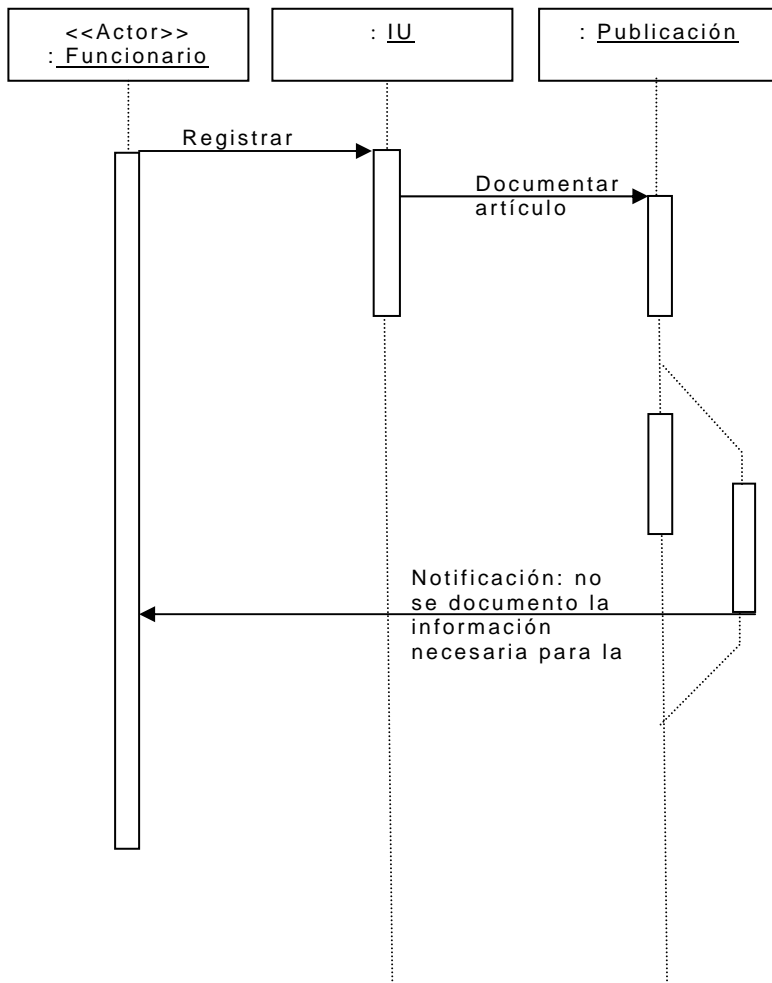 <<Actor>>
: Funcionario
: IU
: Publicación
Registrar
Documentar
artículo
Notificación: no
se documento la
información
necesaria para la